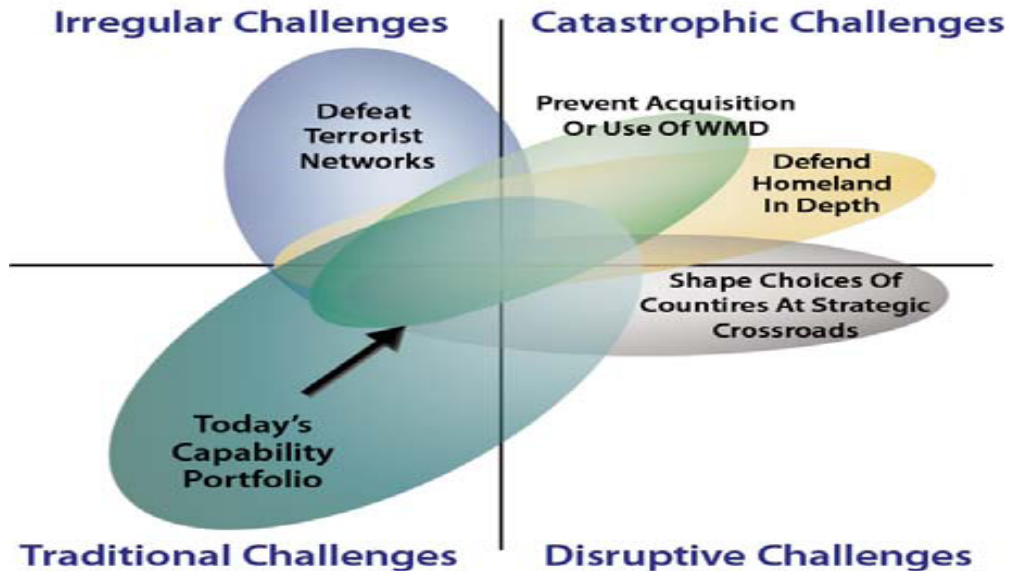 Irregular Challenges
Catastrophic Challenges
Defeat
Terrorist
Networks
Prevent Acquisition
Or Use Of WMD
Defend
Homeland
In Depth
Shape Choices Of
Countires At Strategic
Crossroads
Today's
Capability
Portfolio
Traditional Challenges
Disruptive Challenges